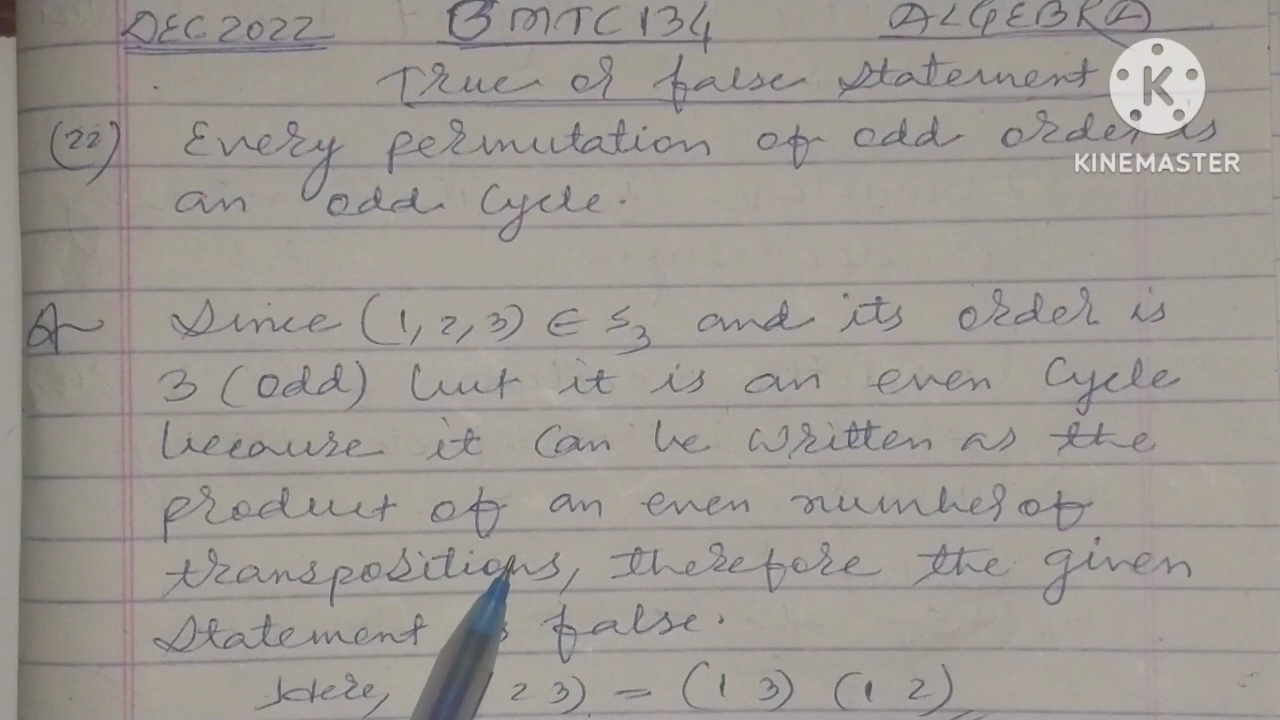 DEC 2022 BMTC 134 ALGEBRA
True or false statement
K
KINEMASTER
(22) Every permutation of odd order is
an odd Cycle.
A Since (1, 2, 3) ∈ S3 and its order is
3 (odd) but it is an even Cycle
because it can be written as the
product of an even number of
transpositions, therefore the given
Statement false.
Here, 2 3) = (1 3) (1 2)